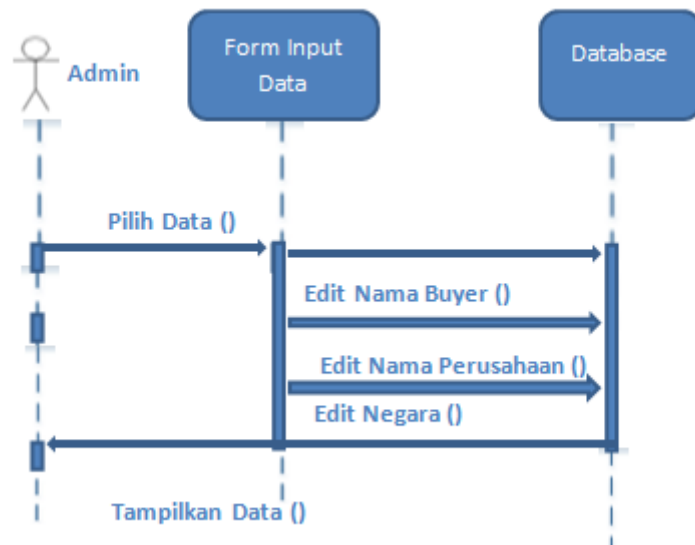 Admin
Form Input
Data
Database
Pilih Data ()
Edit Nama Buyer ()
Edit Nama Perusahaan ()
Edit Negara ()
Tampilkan Data ()